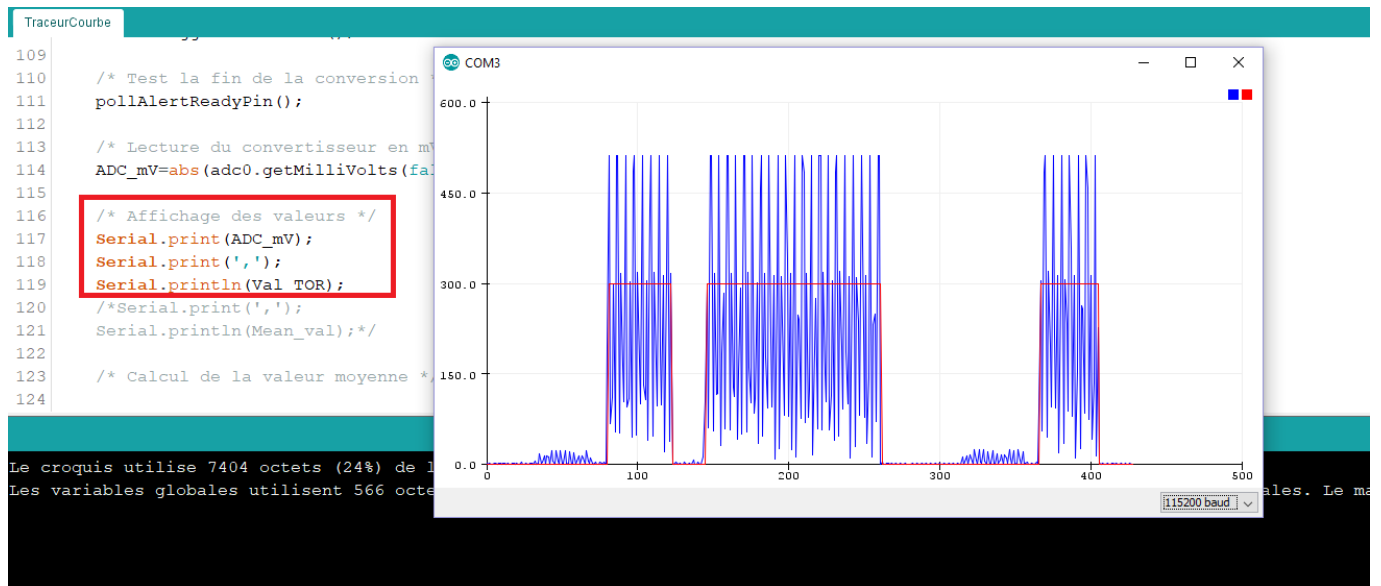 TraceurCourbe
109
110 /* Test la fin de la conversion
111 pollAlertReadyPin();
112
113 /* Lecture du convertisseur en m
114 ADC_mV=abs(adc0.getMilliVolts(fal
115
116 /* Affichage des valeurs */
117 Serial.print(ADC_mV);
118 Serial.print(',');
119 Serial.println(Val_TOR);
120 /*Serial.print(',');
121 Serial.println(Mean_val);*/
122
123 /* Calcul de la valeur moyenne */
124
COM3
600.0
450.0
300.0
150.0
0.0
0 100 200 300 400 500
115200 baud
Le croquis utilise 7404 octets (24%) de l
Les variables globales utilisent 566 octe
ales. Le ma